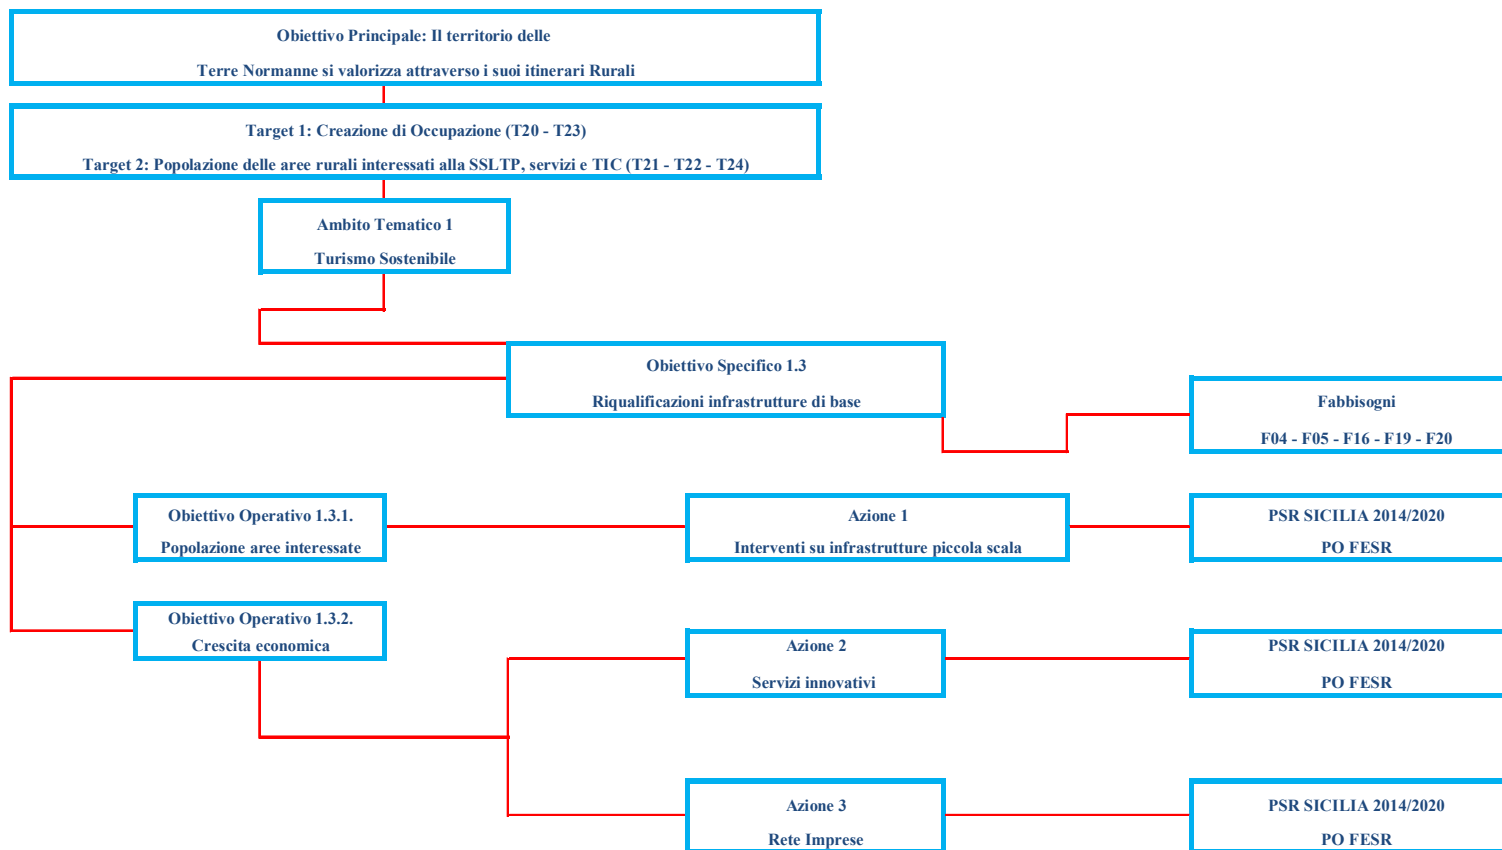 Obiettivo Principale: Il territorio delle
Terre Normanne si valorizza attraverso i suoi itinerari Rurali
Target 1: Creazione di Occupazione (T20 - T23)
Target 2: Popolazione delle aree rurali interessati alla SSLTP, servizi e TIC (T21 - T22 - T24)
Ambito Tematico 1
Turismo Sostenibile
Obiettivo Specifico 1.3
Riqualificazioni infrastrutture di base
Fabbisogni
F04 - F05 - F16 - F19 - F20
Obiettivo Operativo 1.3.1.
Popolazione aree interessate
Azione 1
Interventi su infrastrutture piccola scala
PSR SICILIA 2014/2020
PO FESR
Obiettivo Operativo 1.3.2.
Crescita economica
Azione 2
Servizi innovativi
PSR SICILIA 2014/2020
PO FESR
Azione 3
Rete Imprese
PSR SICILIA 2014/2020
PO FESR